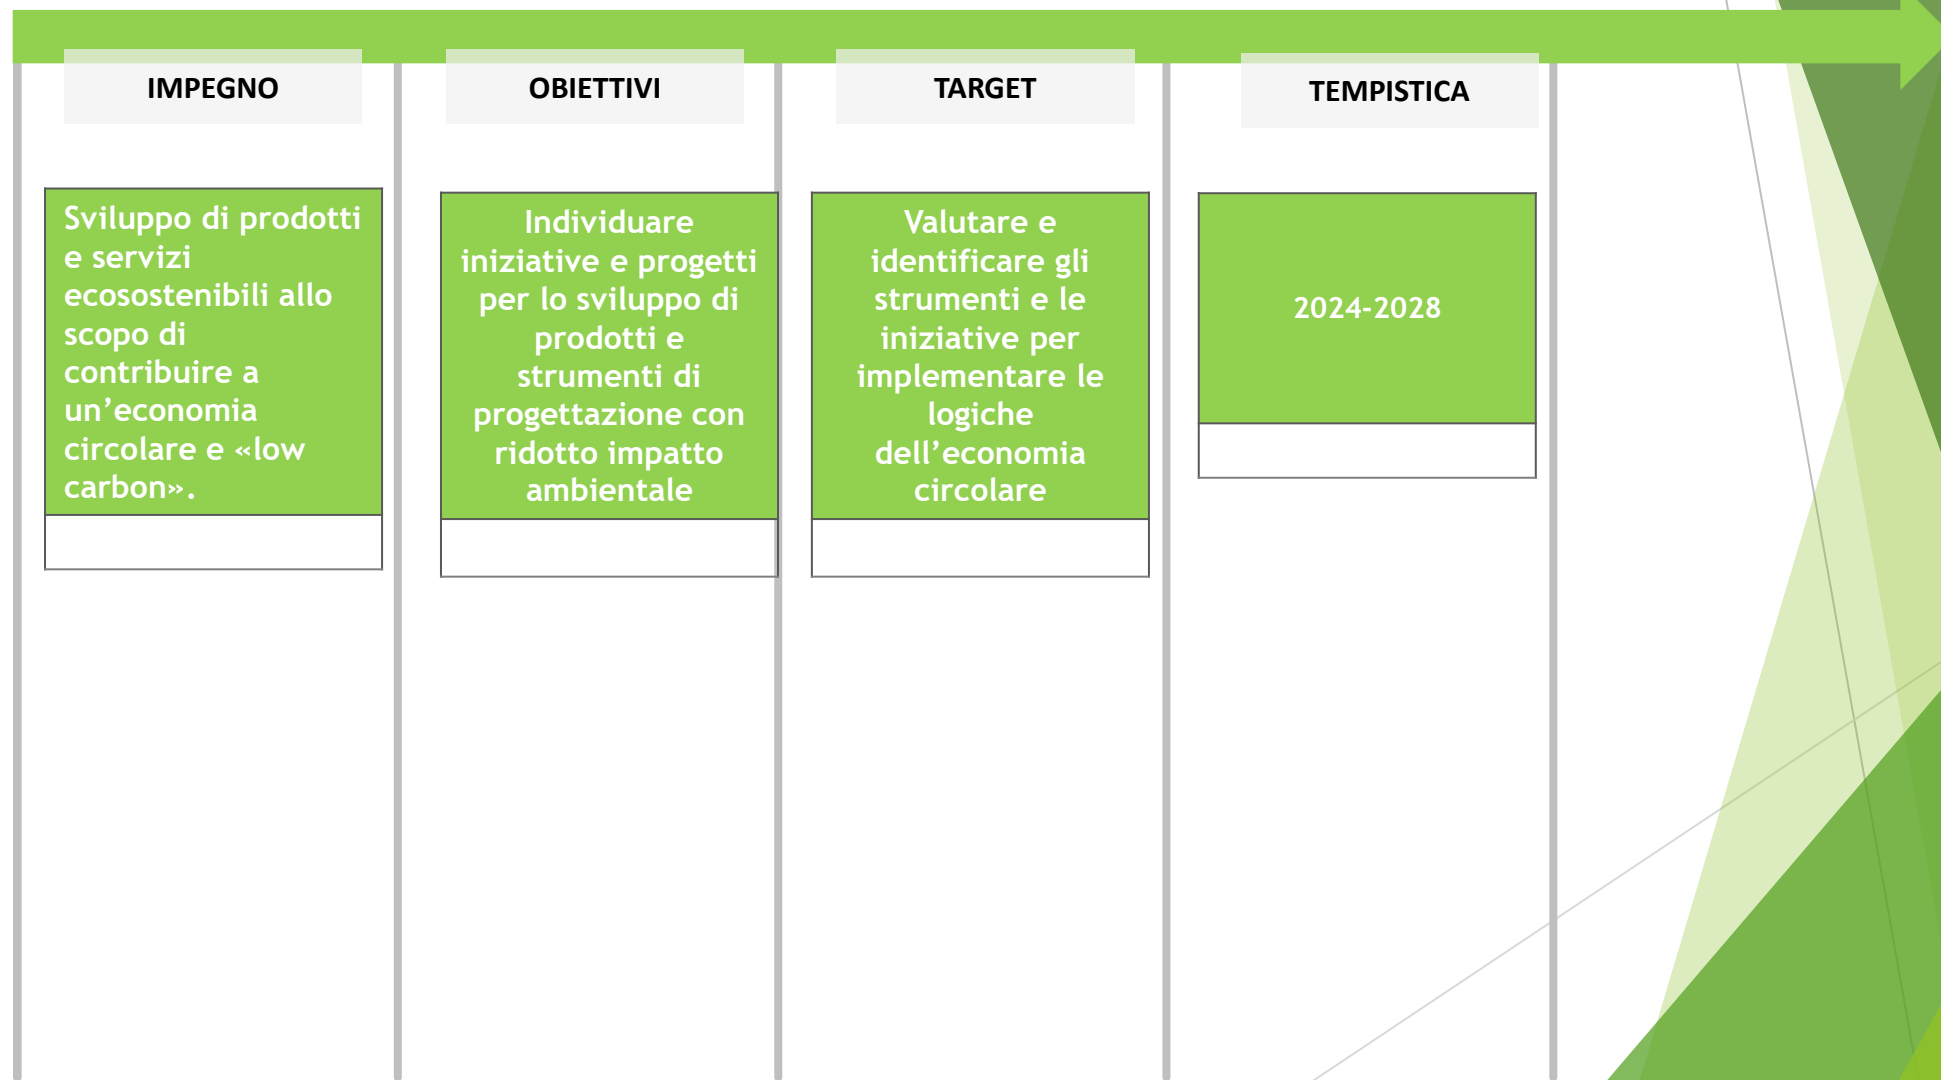 IMPEGNO
OBIETTIVI
TARGET
TEMPISTICA
Sviluppo di prodotti
e servizi
ecosostenibili allo
scopo di
contribuire a
un’economia
circolare e «low
carbon».
Individuare
iniziative e progetti
per lo sviluppo di
prodotti e
strumenti di
progettazione con
ridotto impatto
ambientale
Valutare e
identificare gli
strumenti e le
iniziative per
implementare le
logiche
dell’economia
circolare
2024-2028